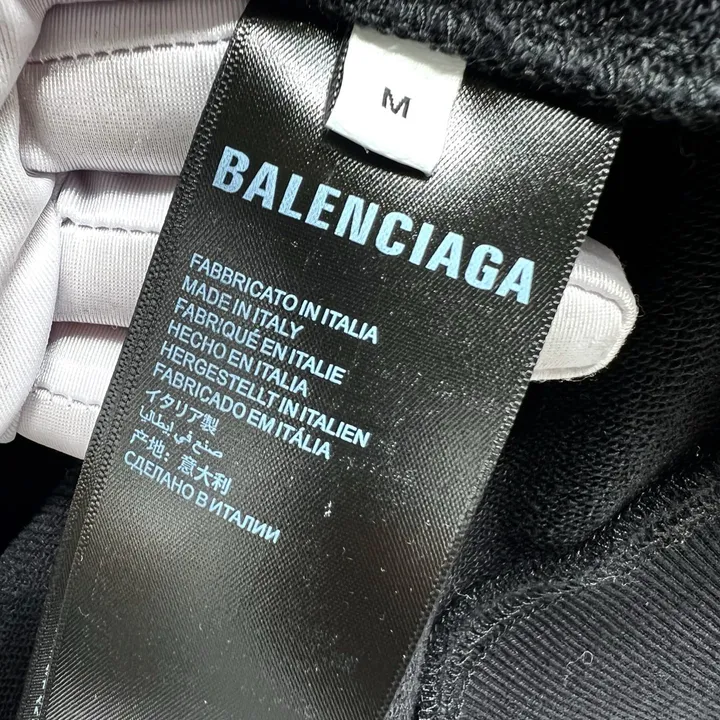 M
BALENCIAGA
FABBRICATO IN ITALIA
MADE IN ITALY
FABRIQUÉ EN ITALIE
HECHO EN ITALIA
HERGESTELLT IN ITALIEN
FABRICADO EM ITÁLIA
イタリア製
صنع في إيطاليا
产地：意大利
СДЕЛАНО В ИТАЛИИ